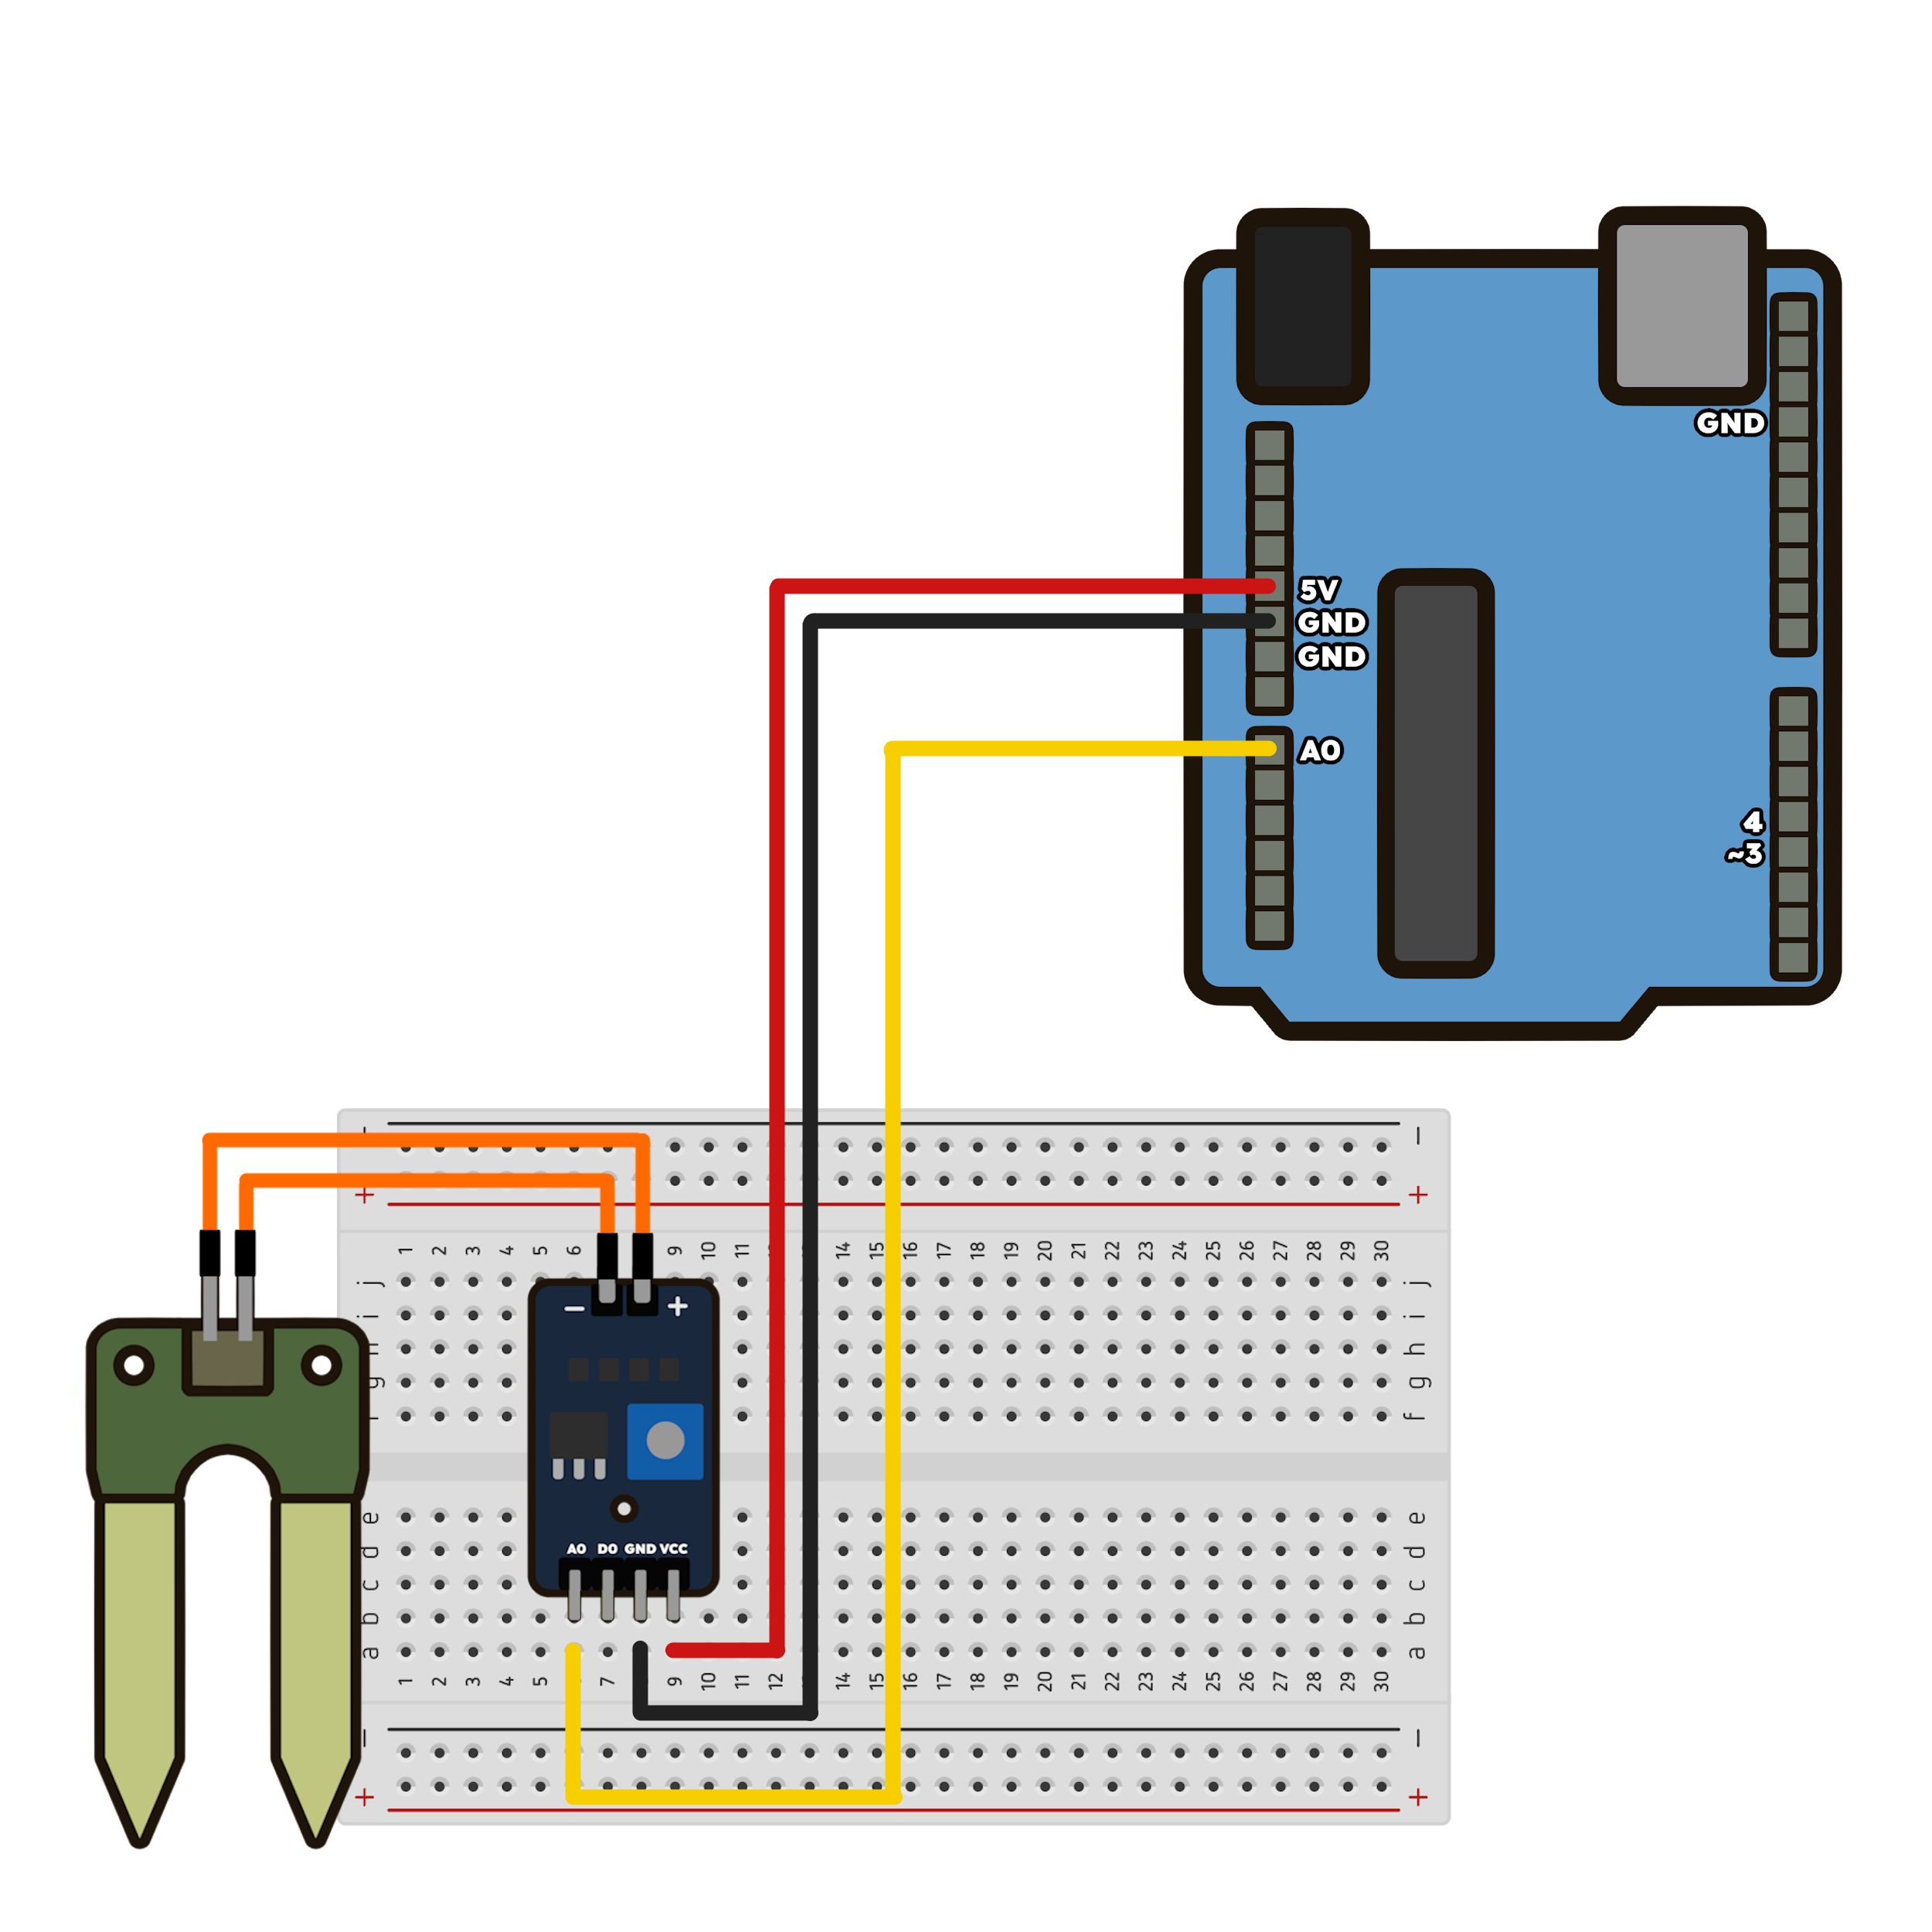 GND
5V
GND
GND
A0
4
~3
– –
+ +
1 2 3 4 5 6 9 10 11 14 15 16 17 18 19 20 21 22 23 24 25 26 27 28 29 30
j j
– +
i i
h
g g
f
e e
d d
A0 D0 GND VCC
c c
b b
a a
1 2 3 4 5 7 9 10 11 12 14 15 16 17 18 19 20 21 22 23 24 25 26 27 28 29 30
– –
+ +